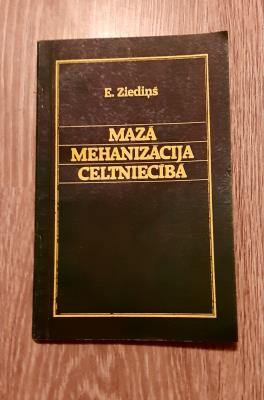 E. Ziediņš
MAZĀ
MEHANIZĀCIJA
CELTNIECĪBĀ